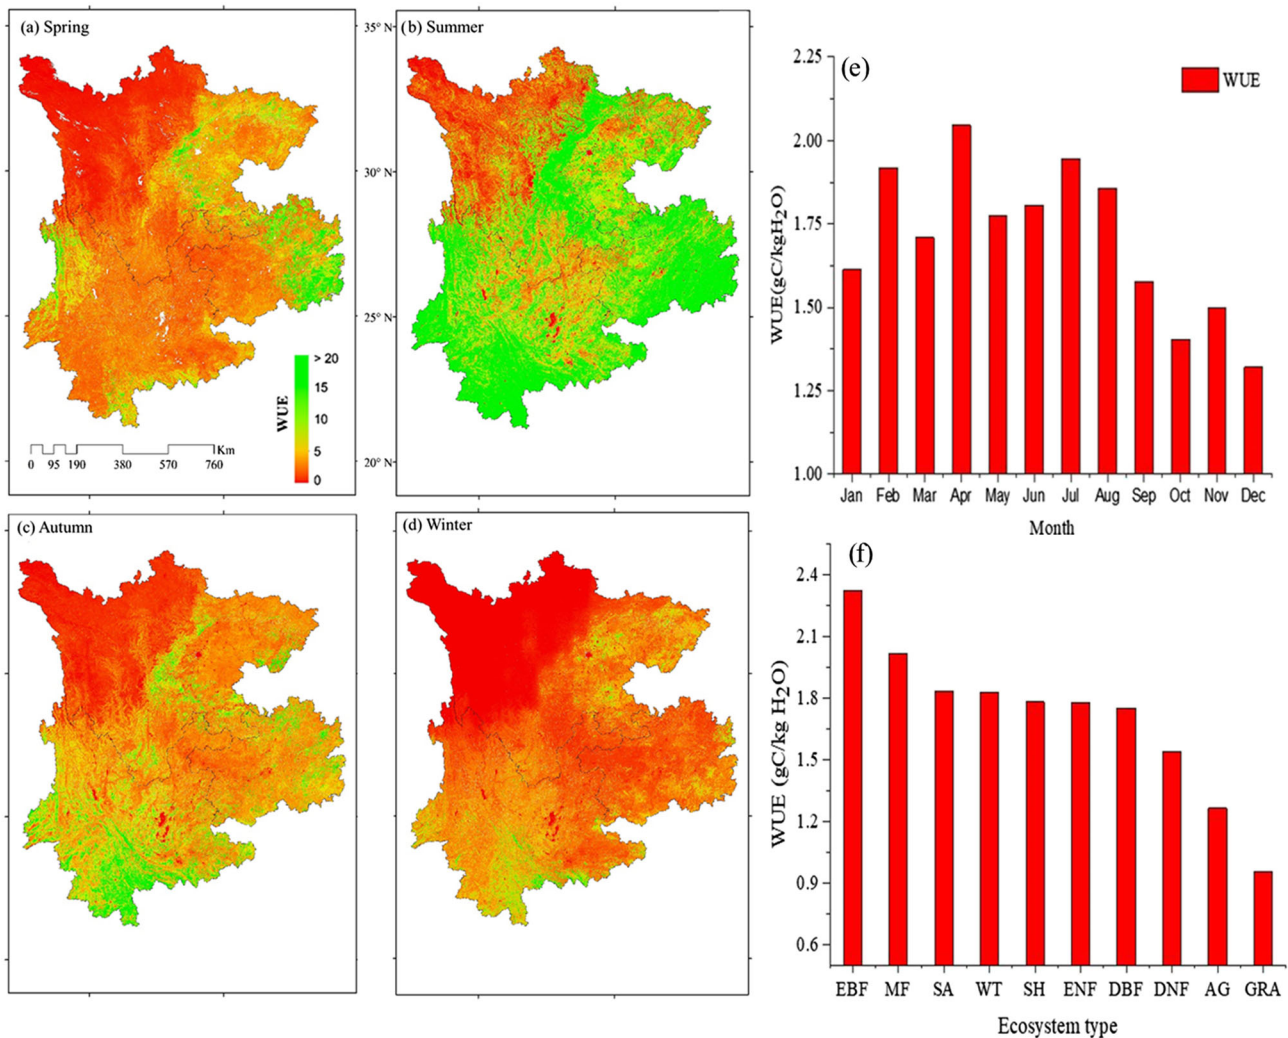 (a) Spring
35° N
30° N
25° N
20° N
> 20
15
10
5
0
WUE
Km
0 95 190 380 570 760
(b) Summer
(c) Autumn
(d) Winter
(e)
WUE
2.25
2.00
1.75
1.50
1.25
1.00
WUE(gC/kgH2O)
Jan Feb Mar Apr May Jun Jul Aug Sep Oct Nov Dec
Month
(f)
2.4
2.1
1.8
1.5
1.2
0.9
0.6
WUE (gC/kg H2O)
EBF MF SA WT SH ENF DBF DNF AG GRA
Ecosystem type